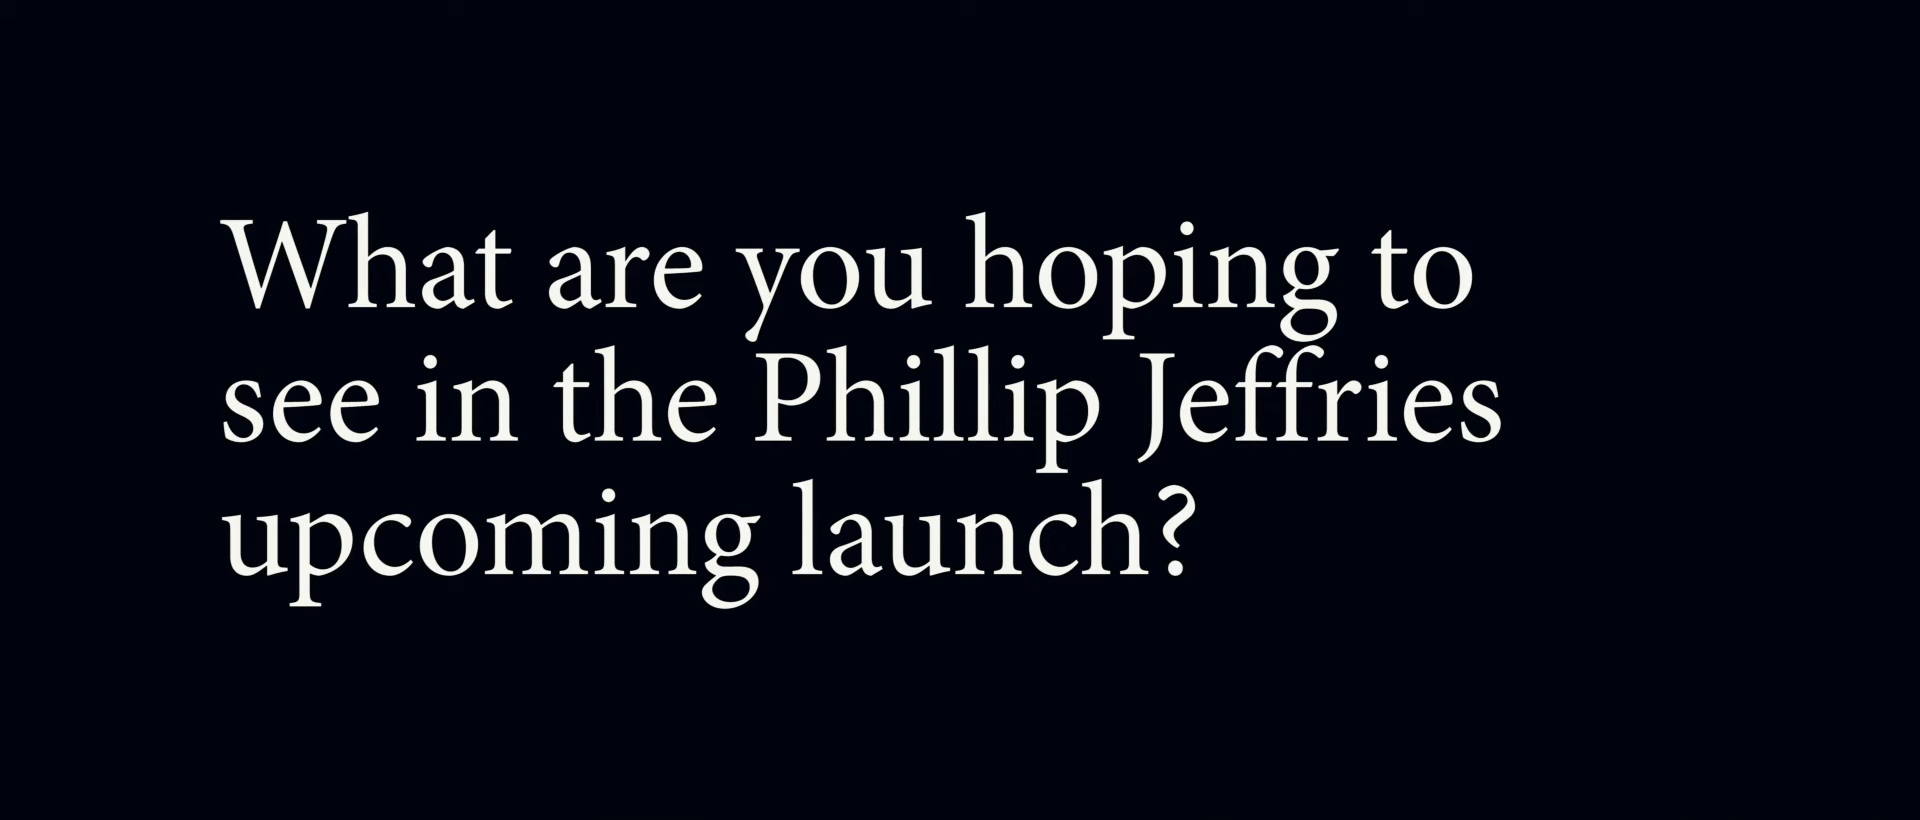 What are you hoping to
see in the Phillip Jeffries
upcoming launch?